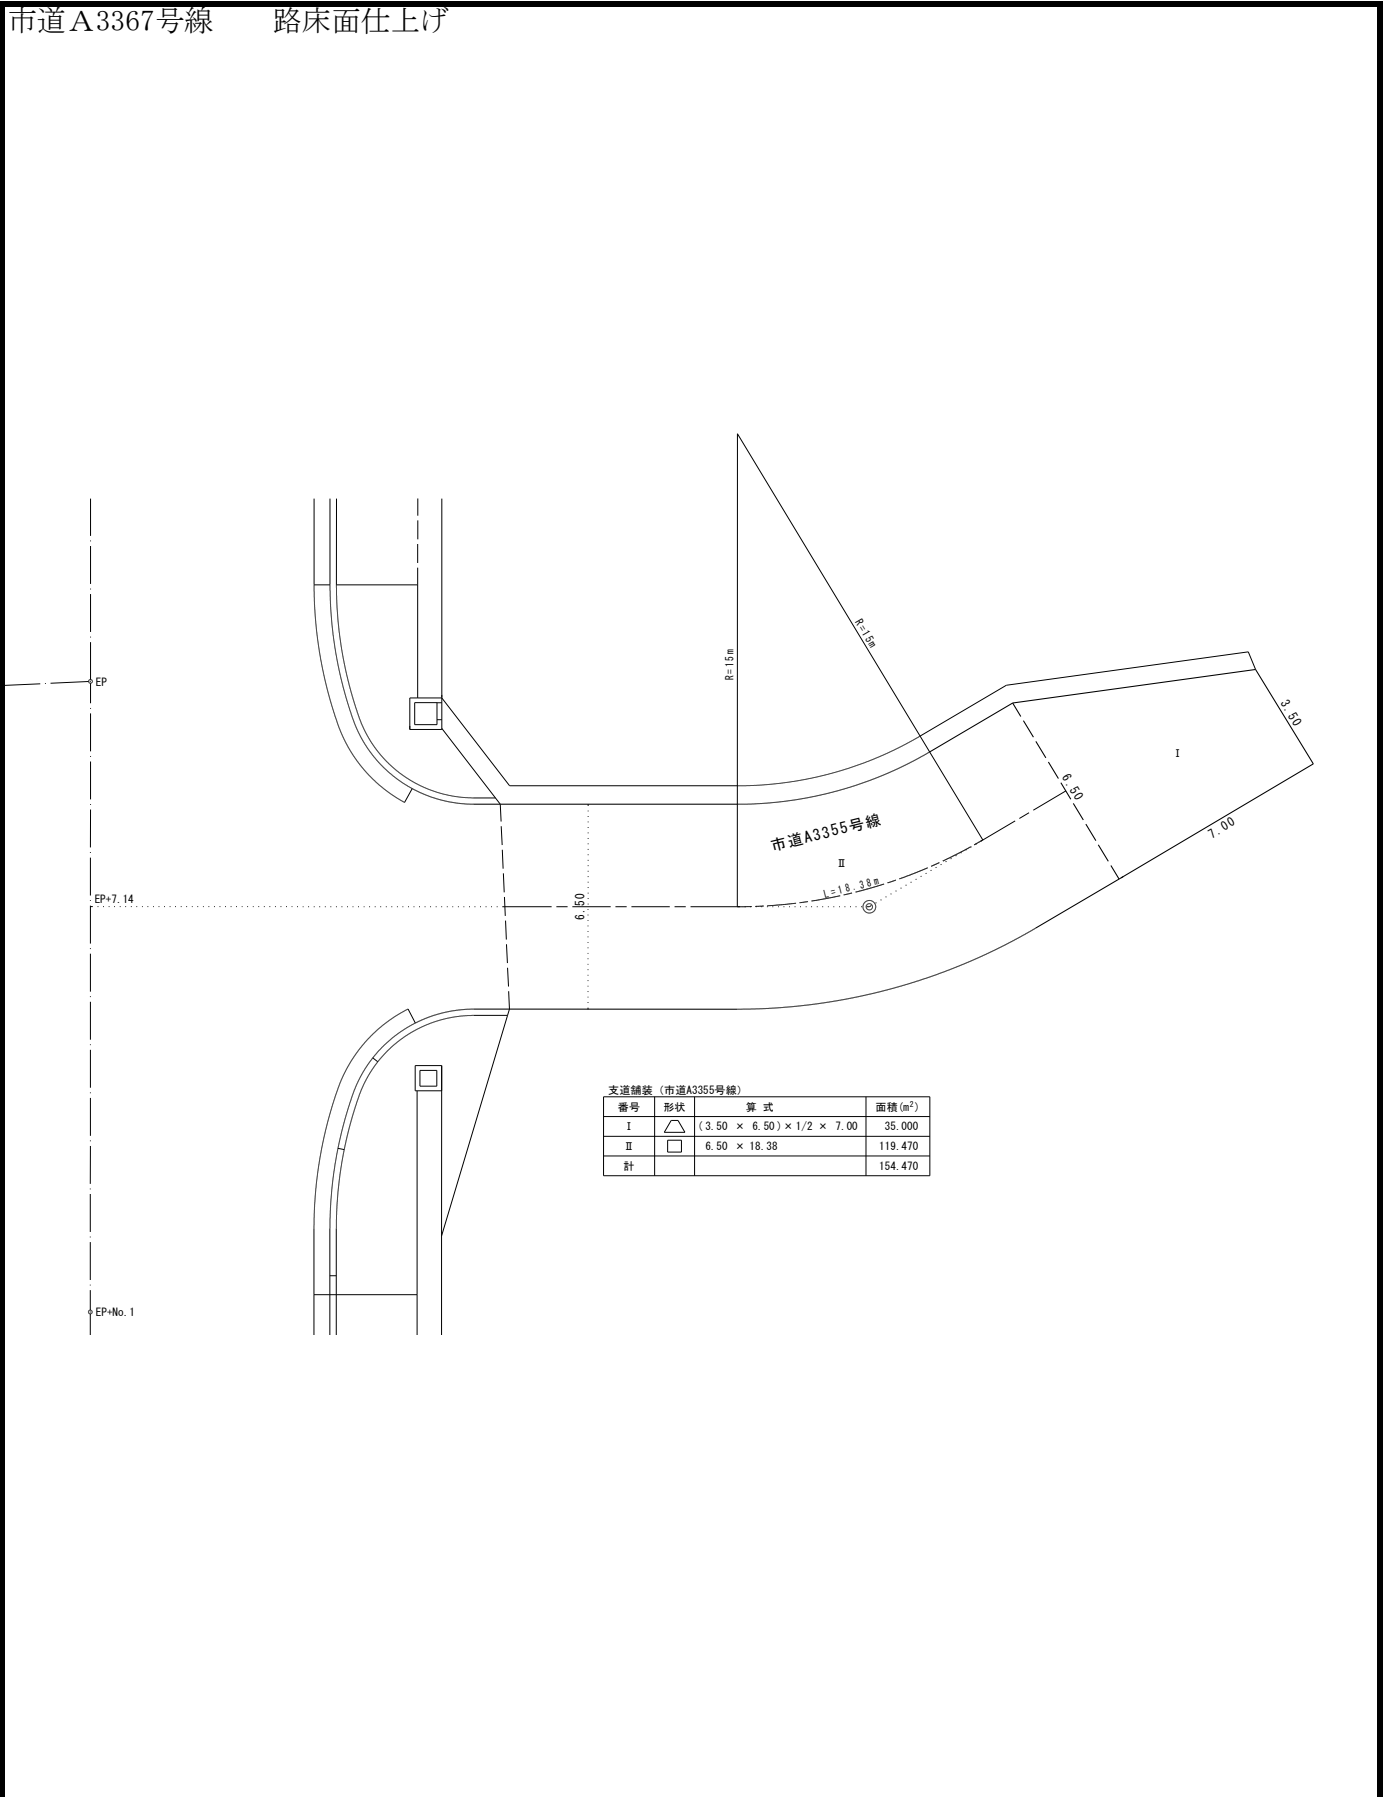 市道A3367号線　　路床面仕上げ
R=15m
R=15m
EP
3.50
I
6.50
7.00
市道A3355号線
Ⅱ
L=18.38m
EP+7.14
6.50
支道舗装（市道A3355号線）
番号 形状 算 式 面積(m²)
I (3.50 × 6.50)×1/2 × 7.00 35.000
Ⅱ 6.50 × 18.38 119.470
計 154.470
EP+No.1